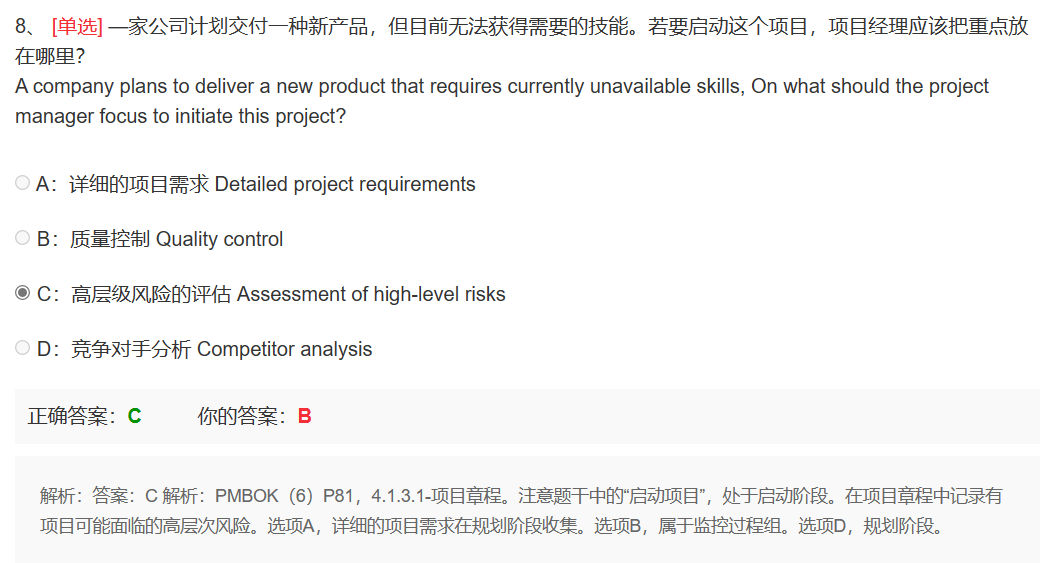 8、 [单选] —家公司计划交付一种新产品，但目前无法获得需要的技能。若要启动这个项目，项目经理应该把重点放
在哪里？
A company plans to deliver a new product that requires currently unavailable skills, On what should the project
manager focus to initiate this project?
A：详细的项目需求 Detailed project requirements
B：质量控制 Quality control
C：高层级风险的评估 Assessment of high-level risks
D：竞争对手分析 Competitor analysis
正确答案：C 你的答案：B
解析：答案：C 解析：PMBOK（6）P81，4.1.3.1-项目章程。注意题干中的“启动项目”，处于启动阶段。在项目章程中记录有
项目可能面临的高层次风险。选项A，详细的项目需求在规划阶段收集。选项B，属于监控过程组。选项D，规划阶段。